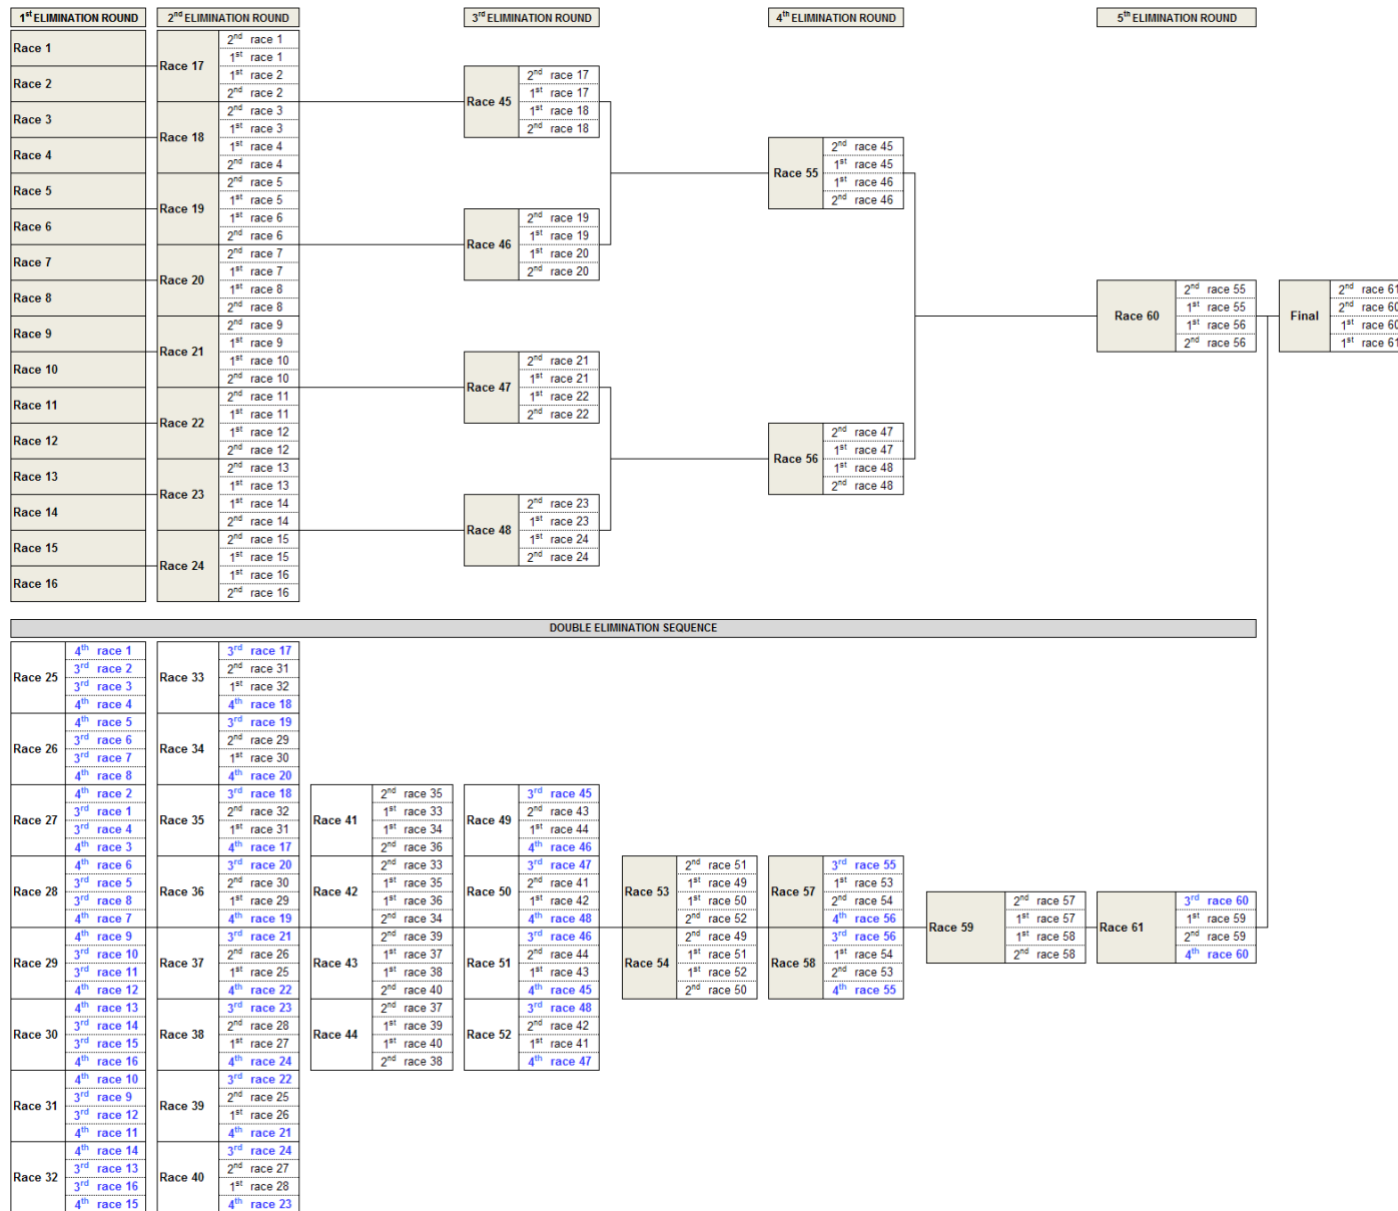 1st ELIMINATION ROUND
2nd ELIMINATION ROUND
3rd ELIMINATION ROUND
4th ELIMINATION ROUND
5th ELIMINATION ROUND
Race 1
Race 2
Race 3
Race 4
Race 5
Race 6
Race 7
Race 8
Race 9
Race 10
Race 11
Race 12
Race 13
Race 14
Race 15
Race 16
Race 17
2nd race 1
1st race 1
1st race 2
2nd race 2
Race 18
2nd race 3
1st race 3
1st race 4
2nd race 4
Race 19
2nd race 5
1st race 5
1st race 6
2nd race 6
Race 20
2nd race 7
1st race 7
1st race 8
2nd race 8
Race 21
2nd race 9
1st race 9
1st race 10
2nd race 10
Race 22
2nd race 11
1st race 11
1st race 12
2nd race 12
Race 23
2nd race 13
1st race 13
1st race 14
2nd race 14
Race 24
2nd race 15
1st race 15
1st race 16
2nd race 16
Race 45
2nd race 17
1st race 17
1st race 18
2nd race 18
Race 46
2nd race 19
1st race 19
1st race 20
2nd race 20
Race 47
2nd race 21
1st race 21
1st race 22
2nd race 22
Race 48
2nd race 23
1st race 23
1st race 24
2nd race 24
Race 55
2nd race 45
1st race 45
1st race 46
2nd race 46
Race 56
2nd race 47
1st race 47
1st race 48
2nd race 48
Race 60
2nd race 55
1st race 55
1st race 56
2nd race 56
Final
2nd race 61
2nd race 60
1st race 60
1st race 61
DOUBLE ELIMINATION SEQUENCE
Race 25
4th race 1
3rd race 2
3rd race 3
4th race 4
Race 26
4th race 5
3rd race 6
3rd race 7
4th race 8
Race 27
4th race 2
3rd race 1
3rd race 4
4th race 3
Race 28
4th race 6
3rd race 5
3rd race 8
4th race 7
Race 29
4th race 9
3rd race 10
3rd race 11
4th race 12
Race 30
4th race 13
3rd race 14
3rd race 15
4th race 16
Race 31
4th race 10
3rd race 9
3rd race 12
4th race 11
Race 32
4th race 14
3rd race 13
3rd race 16
4th race 15
Race 33
3rd race 17
2nd race 31
1st race 32
4th race 18
Race 34
3rd race 19
2nd race 29
1st race 30
4th race 20
Race 35
3rd race 18
2nd race 32
1st race 31
4th race 17
Race 36
3rd race 20
2nd race 30
1st race 29
4th race 19
Race 37
3rd race 21
2nd race 26
1st race 25
4th race 22
Race 38
3rd race 23
2nd race 28
1st race 27
4th race 24
Race 39
3rd race 22
2nd race 25
1st race 26
4th race 21
Race 40
3rd race 24
2nd race 27
1st race 28
4th race 23
Race 41
2nd race 35
1st race 33
1st race 34
2nd race 36
Race 42
2nd race 33
1st race 35
1st race 36
2nd race 34
Race 43
2nd race 39
1st race 37
1st race 38
2nd race 40
Race 44
2nd race 37
1st race 39
1st race 40
2nd race 38
Race 49
3rd race 45
2nd race 43
1st race 44
4th race 46
Race 50
3rd race 47
2nd race 41
1st race 42
4th race 48
Race 51
3rd race 46
2nd race 44
1st race 43
4th race 45
Race 52
3rd race 48
2nd race 42
1st race 41
4th race 47
Race 53
2nd race 51
1st race 49
1st race 50
2nd race 52
Race 54
2nd race 49
1st race 51
1st race 52
2nd race 50
Race 57
3rd race 55
1st race 53
2nd race 54
4th race 56
Race 58
3rd race 56
1st race 54
2nd race 53
4th race 55
Race 59
2nd race 57
1st race 57
1st race 58
2nd race 58
Race 61
3rd race 60
1st race 59
2nd race 59
4th race 60